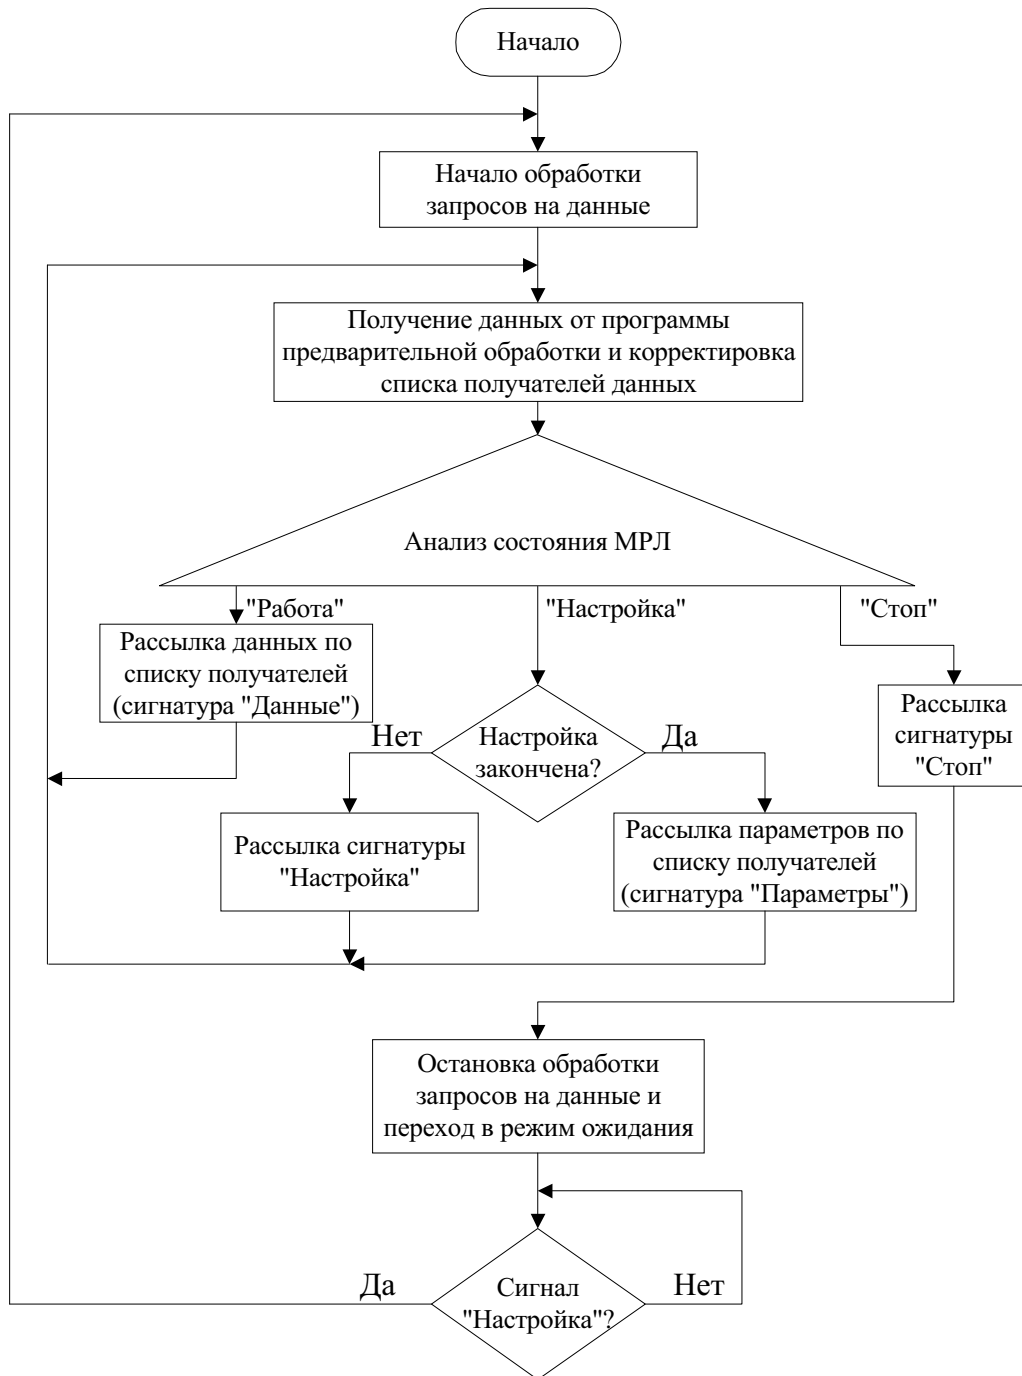 Начало
Начало обработки
запросов на данные
Получение данных от программы
предварительной обработки и корректировка
списка получателей данных
Анализ состояния МРЛ
"Работа"
"Настройка"
"Стоп"
Рассылка данных по
списку получателей
(сигнатура "Данные")
Нет
Настройка
закончена?
Да
Рассылка
сигнатуры
"Стоп"
Рассылка сигнатуры
"Настройка"
Рассылка параметров по
списку получателей
(сигнатура "Параметры")
Остановка обработки
запросов на данные и
переход в режим ожидания
Да
Сигнал
"Настройка"?
Нет